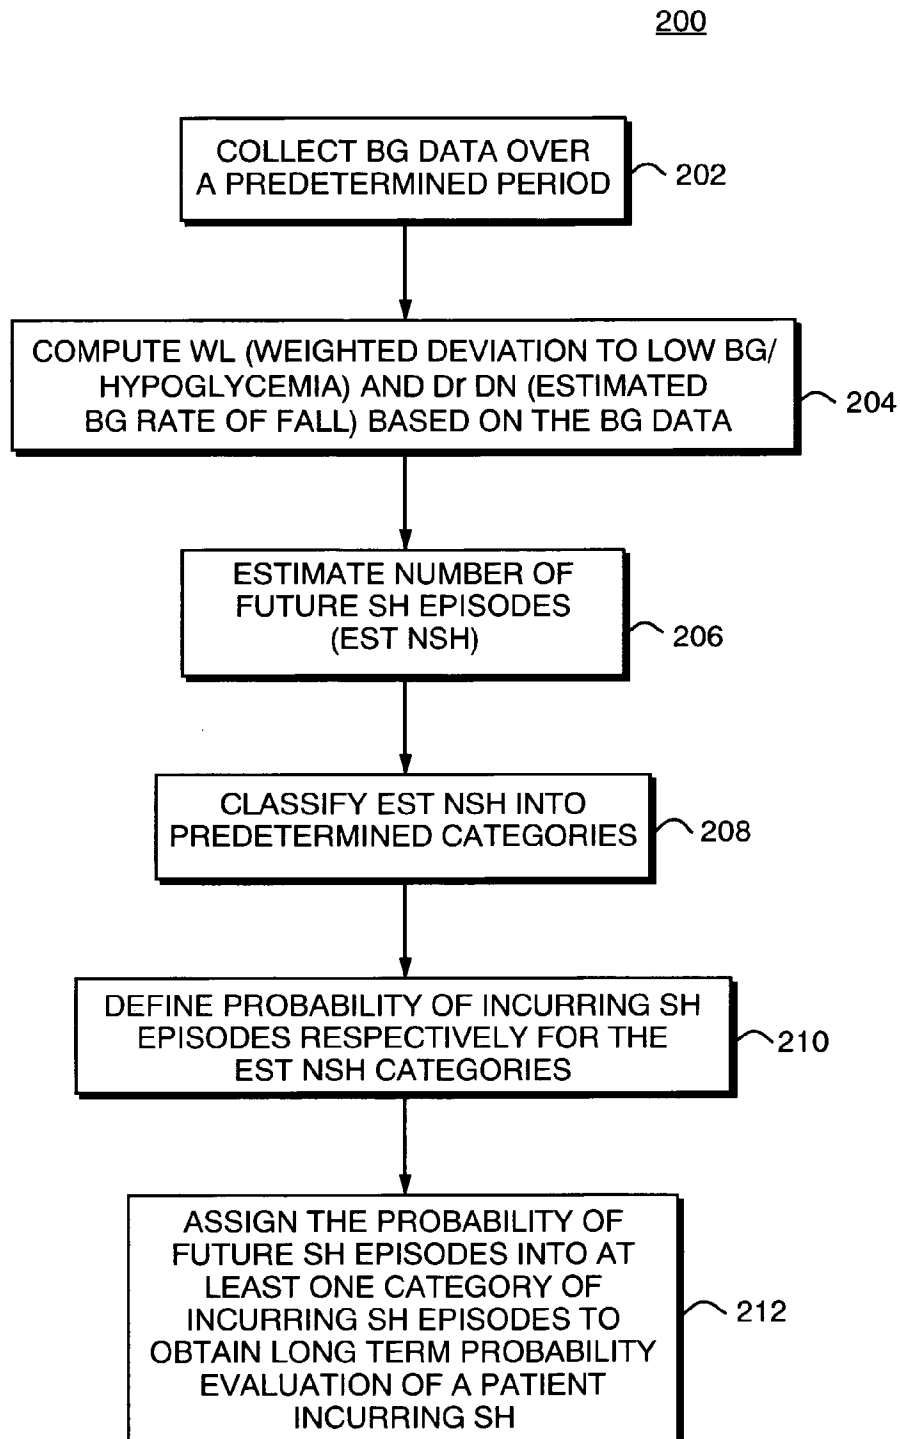 200
COLLECT BG DATA OVER
A PREDETERMINED PERIOD
202
COMPUTE WL (WEIGHTED DEVIATION TO LOW BG/
HYPOGLYCEMIA) AND Dr DN (ESTIMATED
BG RATE OF FALL) BASED ON THE BG DATA
204
ESTIMATE NUMBER OF
FUTURE SH EPISODES
(EST NSH)
206
CLASSIFY EST NSH INTO
PREDETERMINED CATEGORIES
208
DEFINE PROBABILITY OF INCURRING SH
EPISODES RESPECTIVELY FOR THE
EST NSH CATEGORIES
210
ASSIGN THE PROBABILITY OF
FUTURE SH EPISODES INTO AT
LEAST ONE CATEGORY OF
INCURRING SH EPISODES TO
OBTAIN LONG TERM PROBABILITY
EVALUATION OF A PATIENT
INCURRING SH
212